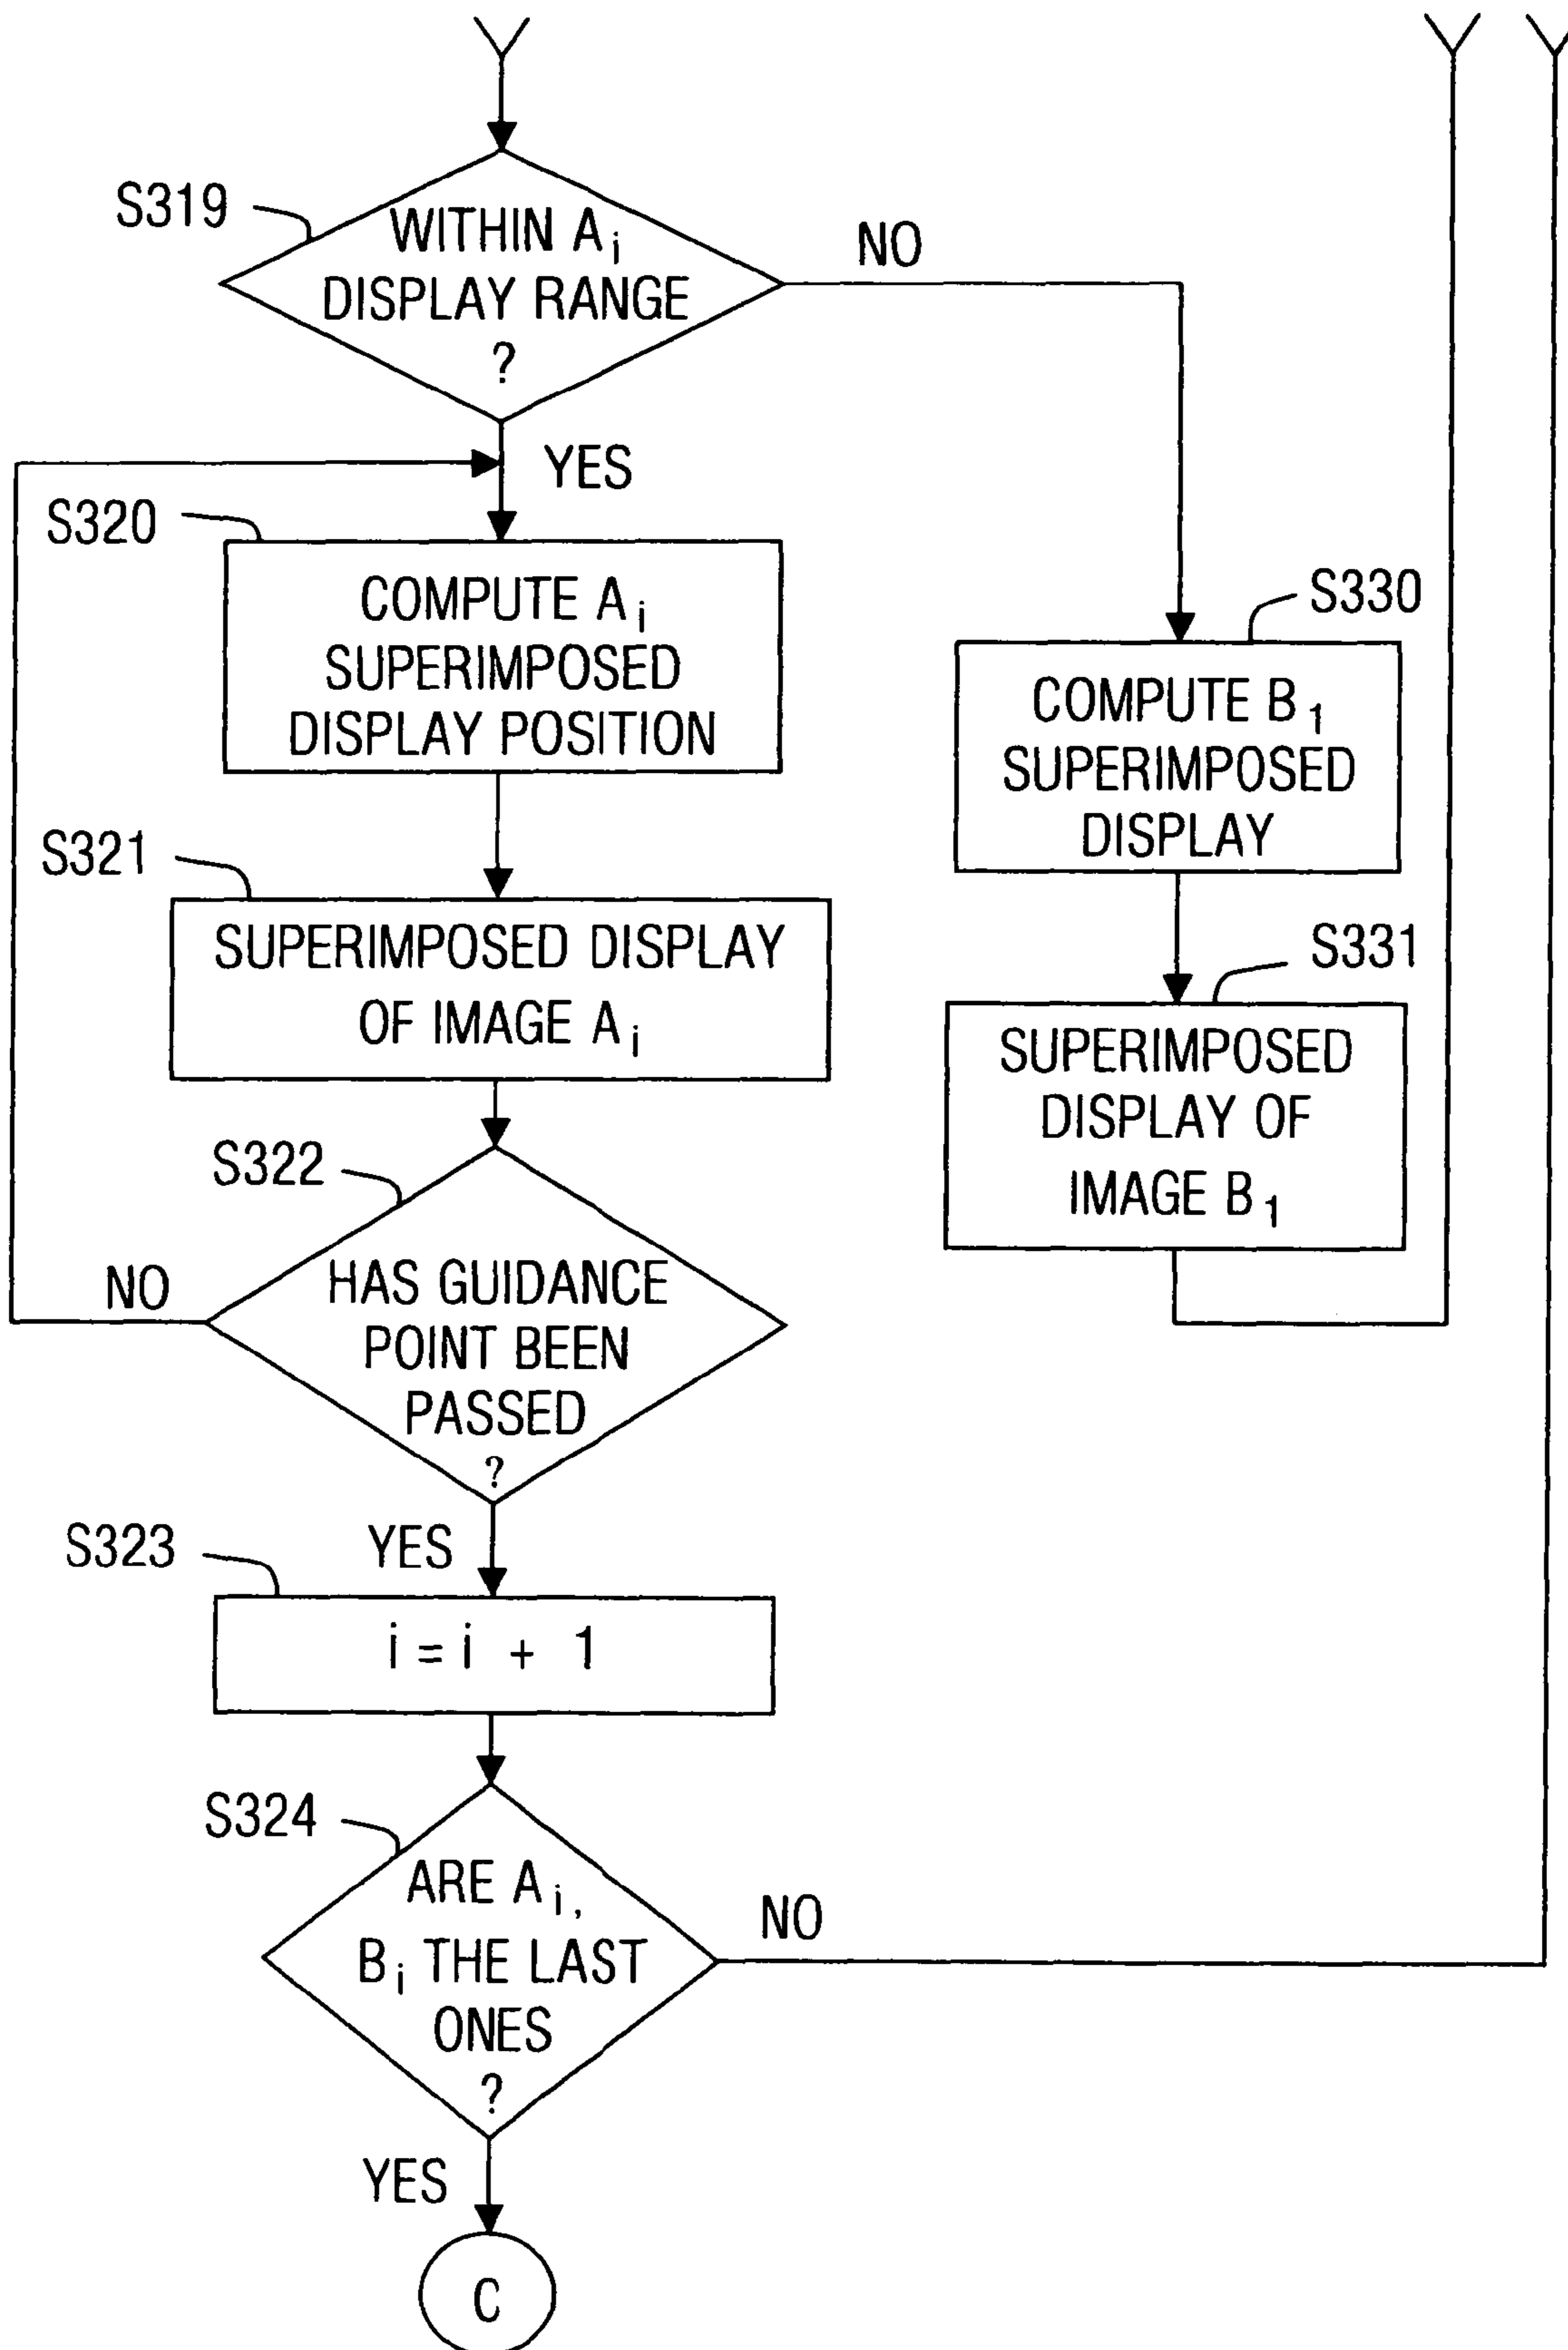 S319
WITHIN A i
DISPLAY RANGE
?
NO
YES
S320
COMPUTE A i
SUPERIMPOSED
DISPLAY POSITION
S330
COMPUTE B 1
SUPERIMPOSED
DISPLAY
S321
SUPERIMPOSED DISPLAY
OF IMAGE A i
S331
SUPERIMPOSED
DISPLAY OF
IMAGE B 1
S322
HAS GUIDANCE
POINT BEEN
PASSED
?
NO
YES
S323
i = i + 1
S324
ARE A i,
B i THE LAST
ONES
?
NO
YES
C